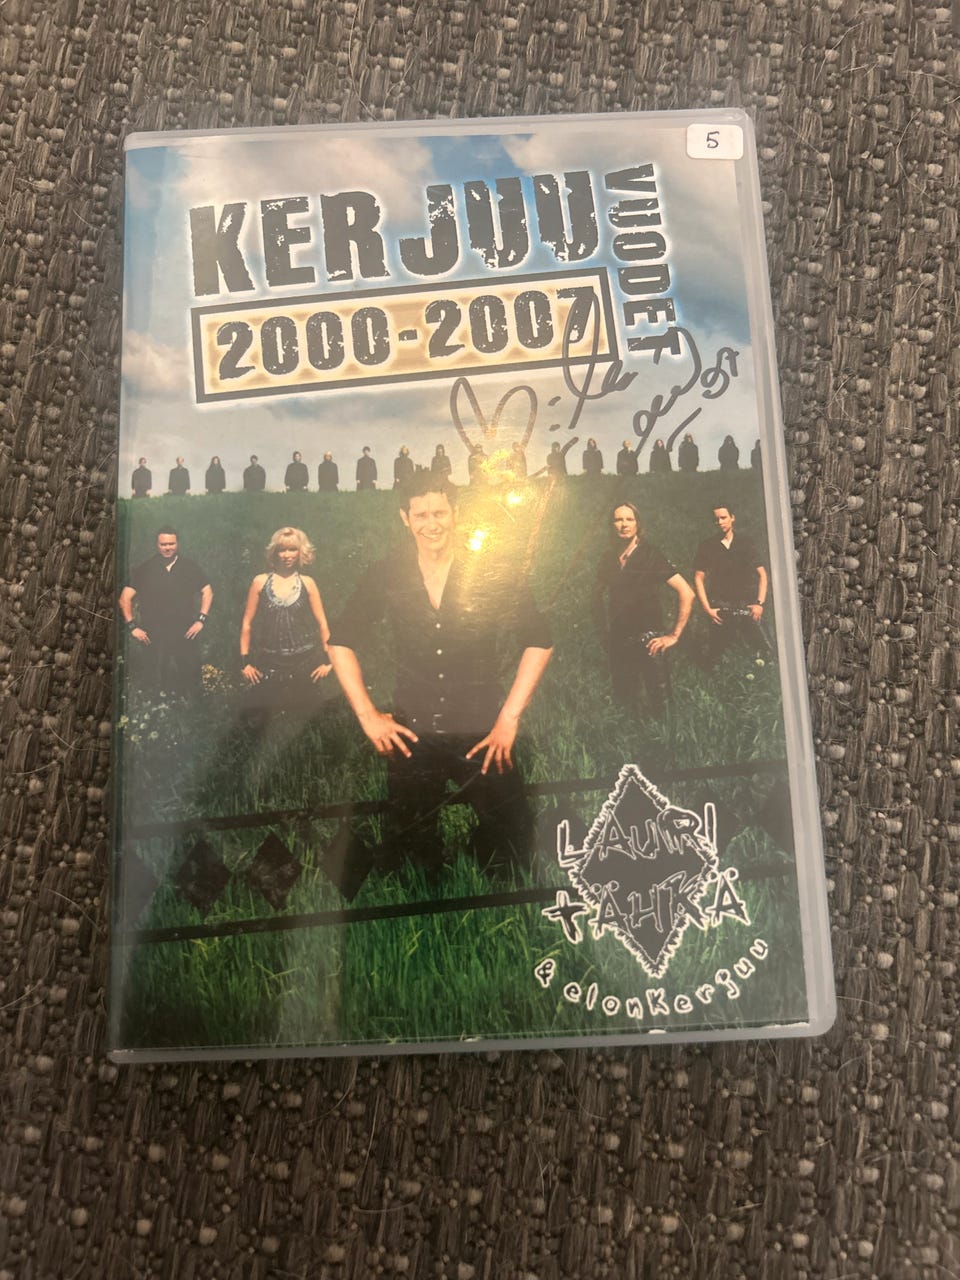 5
KERJUU
VUODET
2000-2007
LAURI
TÄHKÄ
& elonkerjuu